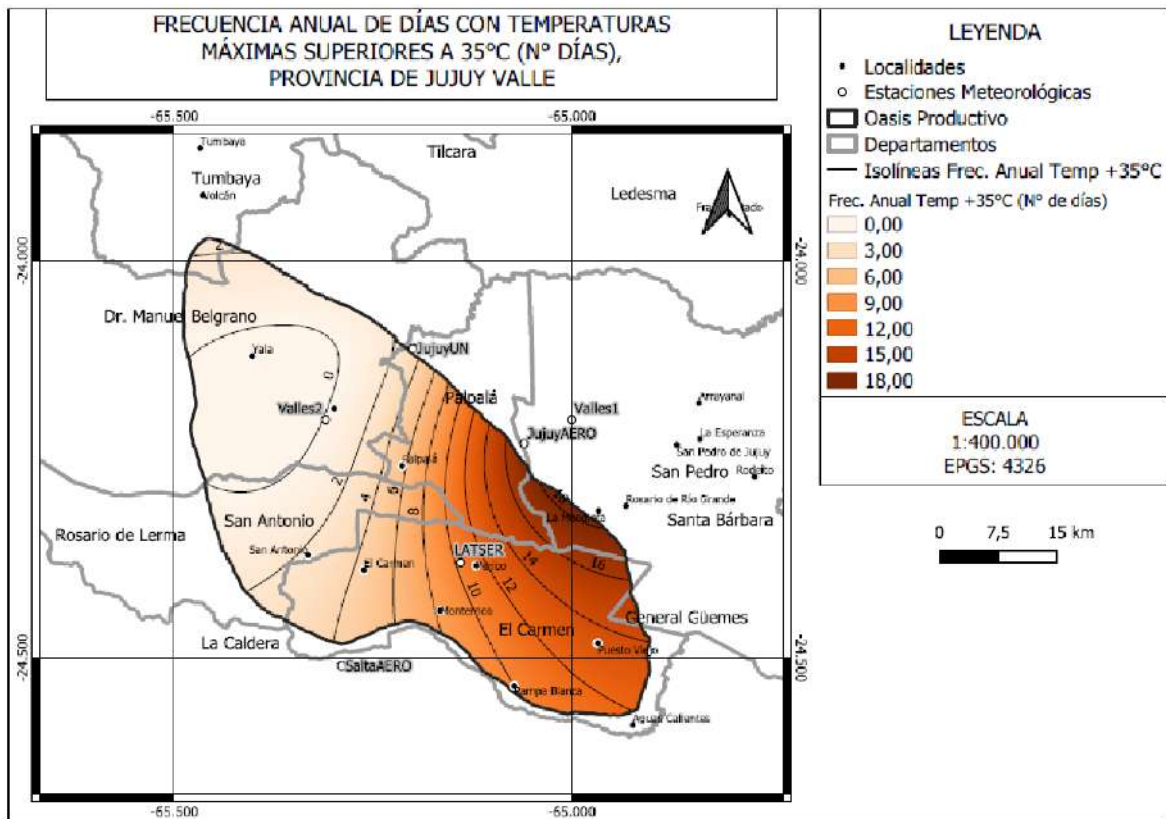 FRECUENCIA ANUAL DE DÍAS CON TEMPERATURAS
MÁXIMAS SUPERIORES A 35°C (N° DÍAS),
PROVINCIA DE JUJUY VALLE
-65.500
-65.000
Tumbaya
Tilcara
Tumbaya
Volcán
Ledesma
-24.000
-24.000
2
Dr. Manuel Belgrano
Yala
JujuyUN
0
Palpalá
Valles2
Valles1
Arrayanal
JujuyAERO
La Esperanza
San Pedro de Jujuy
Palpalá
San Pedro
Rodeito
2
4
6
8
Rosario de Río Grande
La Mendieta
San Antonio
Santa Bárbara
Rosario de Lerma
San Antonio
LATSER
El Carmen
Perico
14
16
10
12
Monterrico
El Carmen
General Güemes
La Caldera
Puesto Viejo
-24.500
-24.500
SaltaAERO
Pampa Blanca
Aguas Calientes
-65.500
-65.000
LEYENDA
Localidades
Estaciones Meteorológicas
Oasis Productivo
Departamentos
Isolíneas Frec. Anual Temp +35°C
Frec. Anual Temp +35°C (N° de días)
0,00
3,00
6,00
9,00
12,00
15,00
18,00
ESCALA
1:400.000
EPGS: 4326
0 7,5 15 km